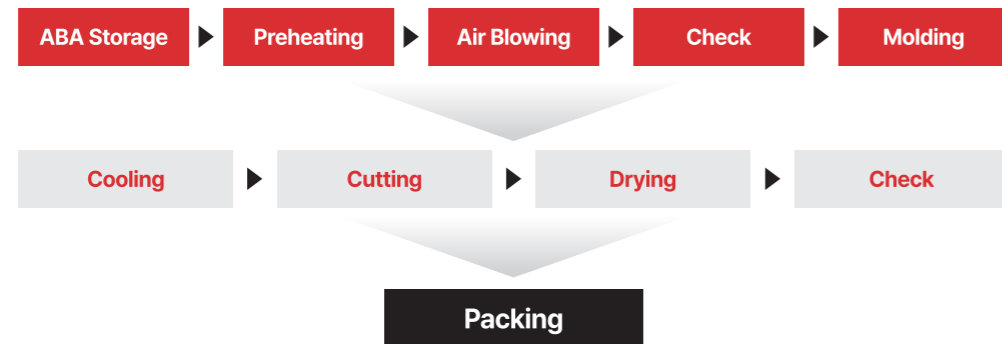 ABA Storage
Preheating
Air Blowing
Check
Molding
Cooling
Cutting
Drying
Check
Packing